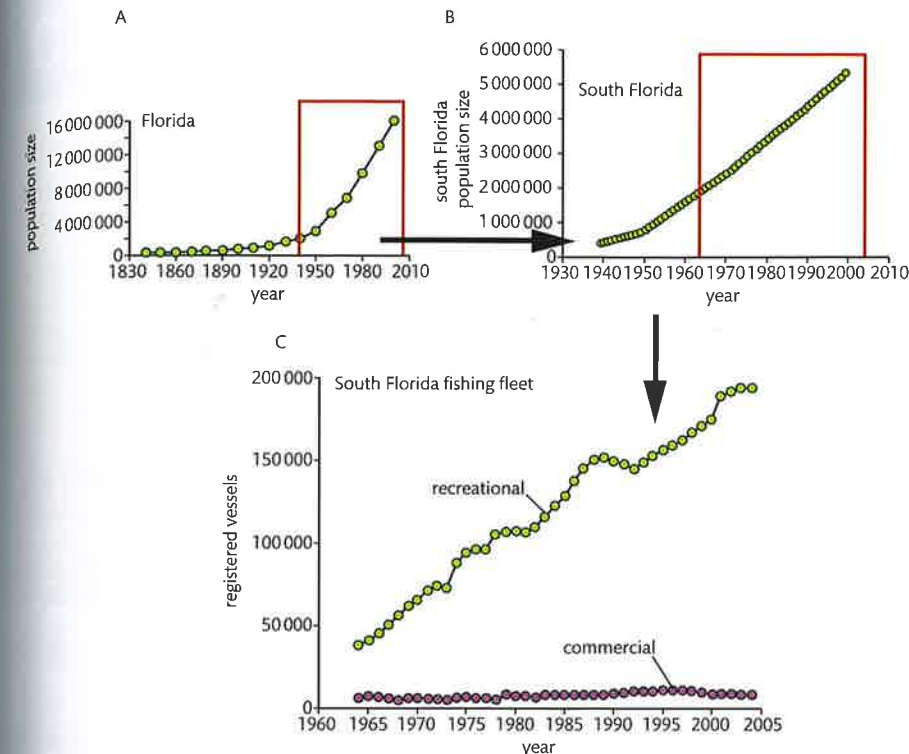 A
Florida
population size
16 000 000
12 000 000
8 000 000
4 000 000
0
1830 1860 1890 1920 1950 1980 2010
year
B
South Florida
south Florida
population size
6 000 000
5 000 000
4 000 000
3 000 000
2 000 000
1 000 000
0
1930 1940 1950 1960 1970 1980 1990 2000 2010
year
C
South Florida fishing fleet
registered vessels
200 000
150 000
100 000
50 000
0
recreational
commercial
1960 1965 1970 1975 1980 1985 1990 1995 2000 2005
year